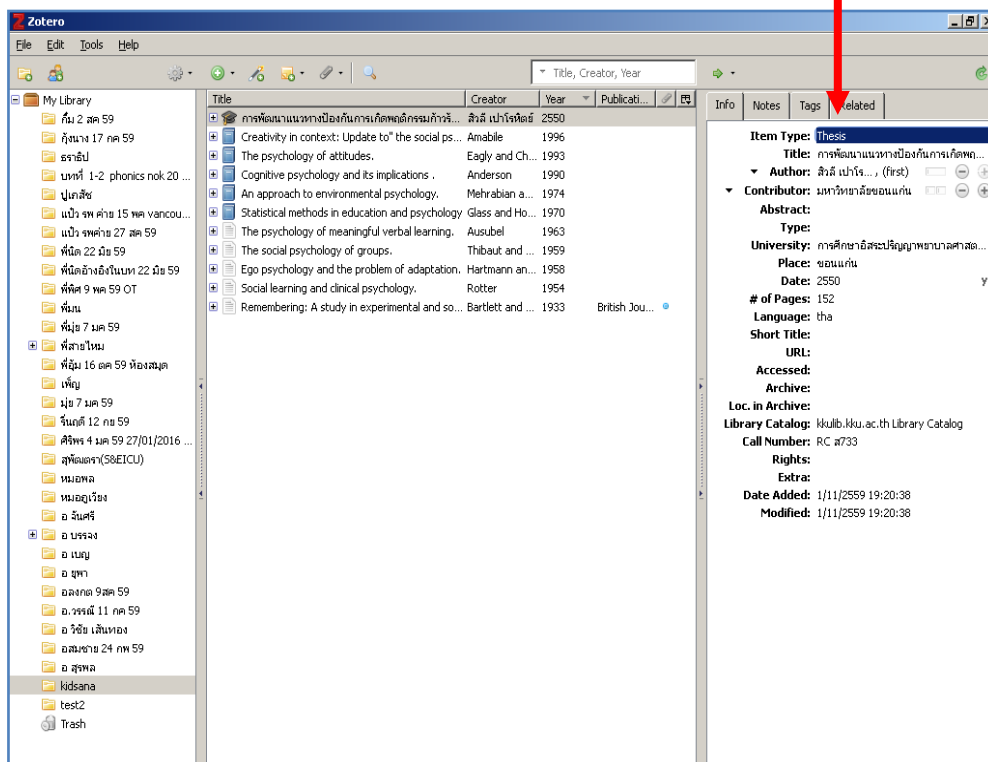 Zotero
File Edit Tools Help
Title, Creator, Year
My Library
กิ๊ม 2 สค 59
กุ้งนาง 17 กค 59
ธราธิป
บทที่ 1-2 phonics nok 20 ...
ปูเภสัช
แป๋ว รพ ค่าย 15 พค vancou...
แป๋ว รพค่าย 27 สค 59
พี่นิด 22 มิย 59
พี่นิดอ้างอิงในบท 22 มิย 59
พี่พิศ 9 พค 59 OT
พี่มน
พี่มุ่ย 7 มค 59
พี่สายไหม
พี่อุ้ม 16 ตค 59 ห้องสมุด
เพ็ญ
มุ่ย 7 มค 59
รื่นฤดี 12 กย 59
ศิริพร 4 มค 59 27/01/2016 ...
สุพัฒตรา(S&EICU)
หมอพล
หมอภูเวียง
อ จันศรี
อ บรรจง
อ เบญ
อ ยุพา
อลงกต 9สค 59
อ.วรรณี 11 กค 59
อ วิชัย เส้นทอง
อสมชาย 24 กพ 59
อ สุรพล
kidsana
test2
Trash
Title Creator Year Publicati...
การพัฒนาแนวทางป้องกันการเกิดพฤติกรรมก้าวร้... สิวลี เปาโรหิตย์ 2550
Creativity in context: Update to" the social ps... Amabile 1996
The psychology of attitudes. Eagly and Ch... 1993
Cognitive psychology and its implications . Anderson 1990
An approach to environmental psychology. Mehrabian a... 1974
Statistical methods in education and psychology Glass and Ho... 1970
The psychology of meaningful verbal learning. Ausubel 1963
The social psychology of groups. Thibaut and ... 1959
Ego psychology and the problem of adaptation. Hartmann an... 1958
Social learning and clinical psychology. Rotter 1954
Remembering: A study in experimental and so... Bartlett and ... 1933 British Jou...
Info Notes Tags Related
Item Type: Thesis
Title: การพัฒนาแนวทางป้องกันการเกิดพฤ...
Author: สิวลี เปาโร... , (first)
Contributor: มหาวิทยาลัยขอนแก่น
Abstract:
Type:
University: การศึกษาอิสระปริญญาพยาบาลศาสต...
Place: ขอนแก่น
Date: 2550 y
# of Pages: 152
Language: tha
Short Title:
URL:
Accessed:
Archive:
Loc. in Archive:
Library Catalog: kkulib.kku.ac.th Library Catalog
Call Number: RC ส733
Rights:
Extra:
Date Added: 1/11/2559 19:20:38
Modified: 1/11/2559 19:20:38